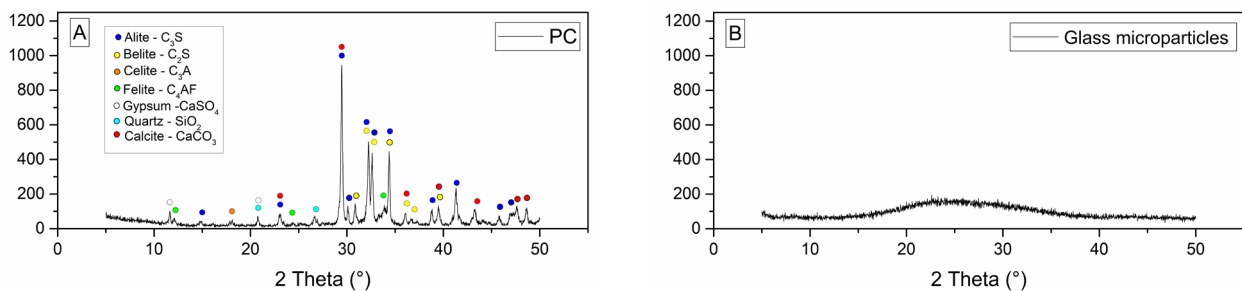 A
PC
Alite - C₃S
Belite - C₂S
Celite - C₃A
Felite - C₄AF
Gypsum -CaSO₄
Quartz - SiO₂
Calcite - CaCO₃
1200
1000
800
600
400
200
0
0 10 20 30 40 50
2 Theta (°)
B
Glass microparticles
1200
1000
800
600
400
200
0
0 10 20 30 40 50
2 Theta (°)